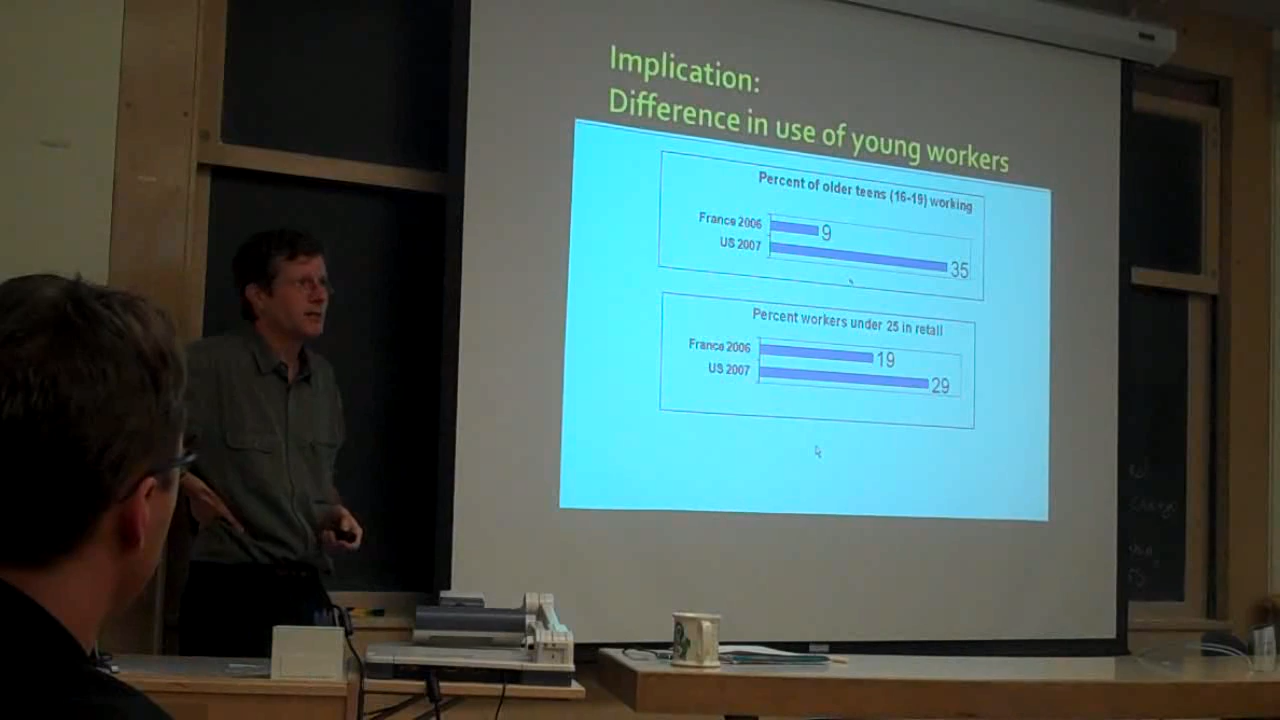 Implication:
Difference in use of young workers
Percent of older teens (16-19) working
France 2006
9
US 2007
35
Percent workers under 25 in retail
France 2006
19
US 2007
29